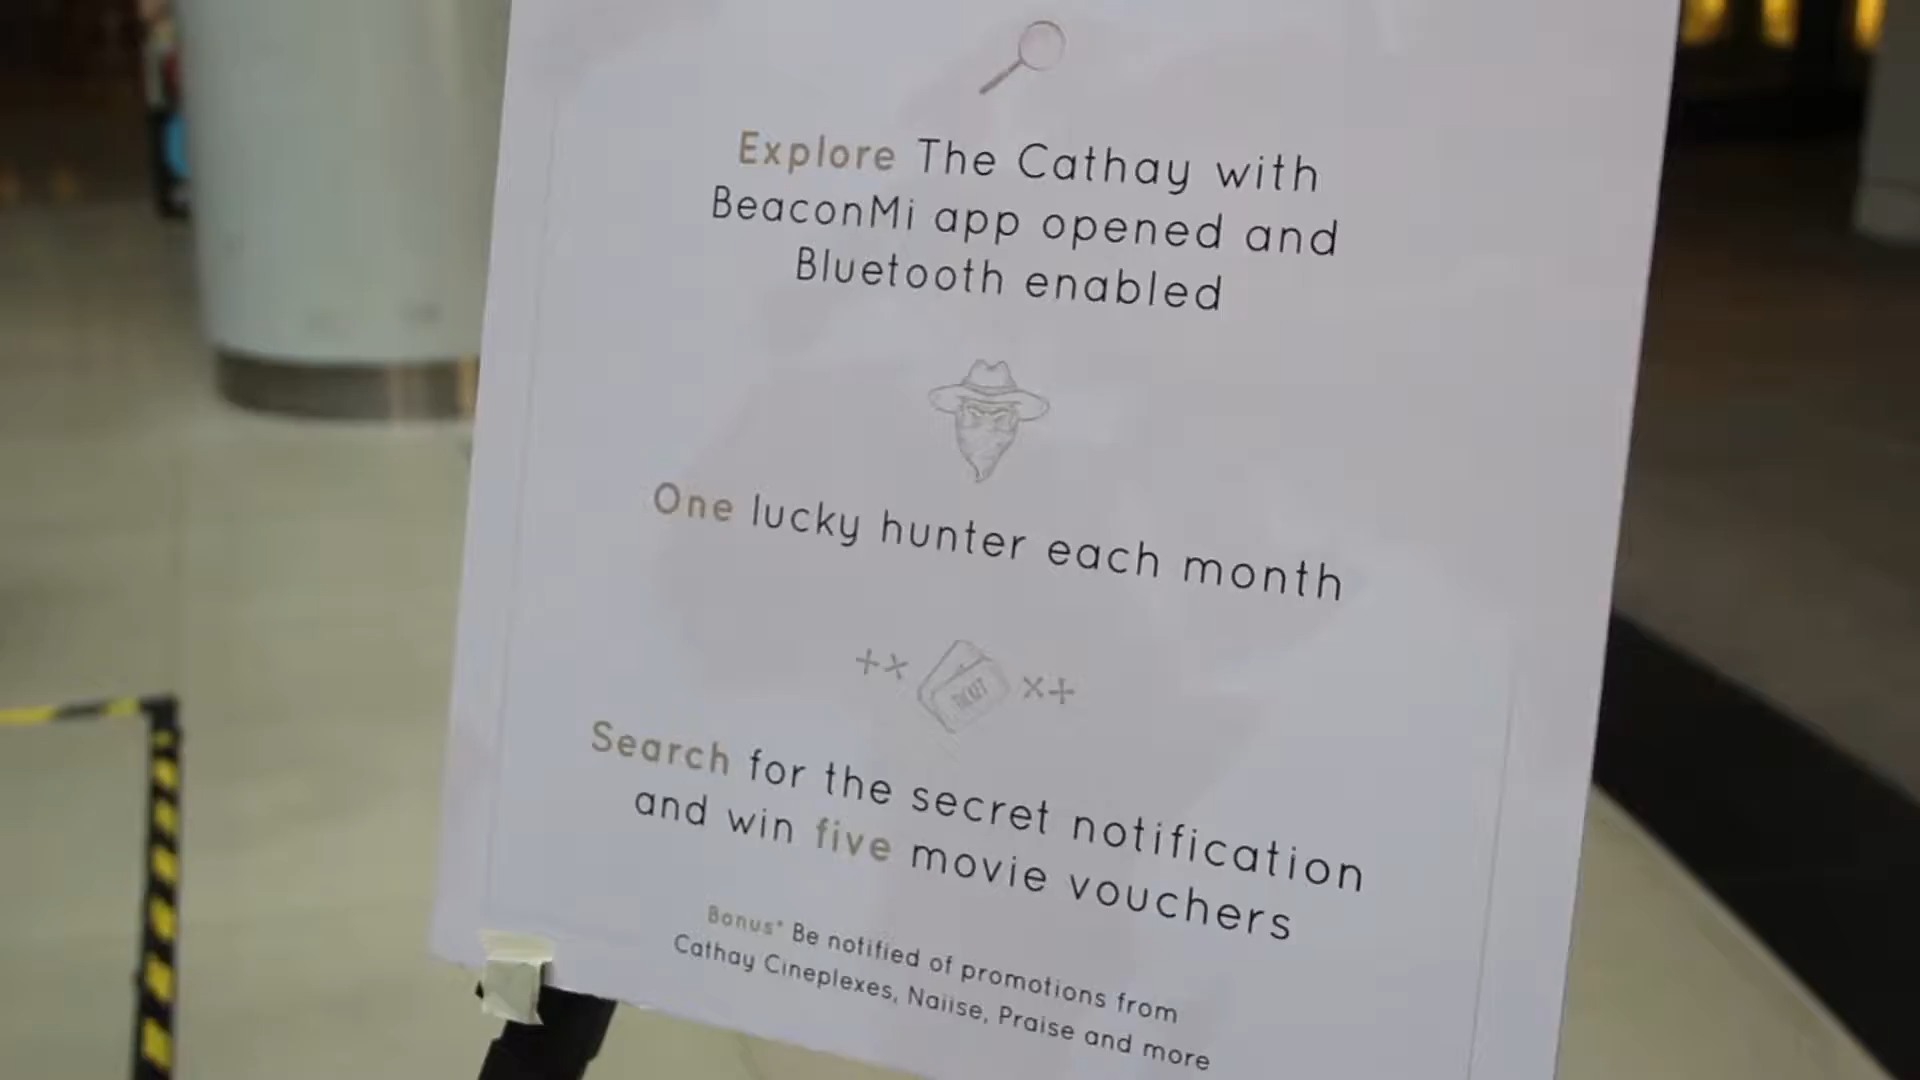 Explore The Cathay with
BeaconMi app opened and
Bluetooth enabled
One lucky hunter each month
+x TICKET x+
Search for the secret notification
and win five movie vouchers
Bonus* Be notified of promotions from
Cathay Cineplexes, Naiise, Praise and more